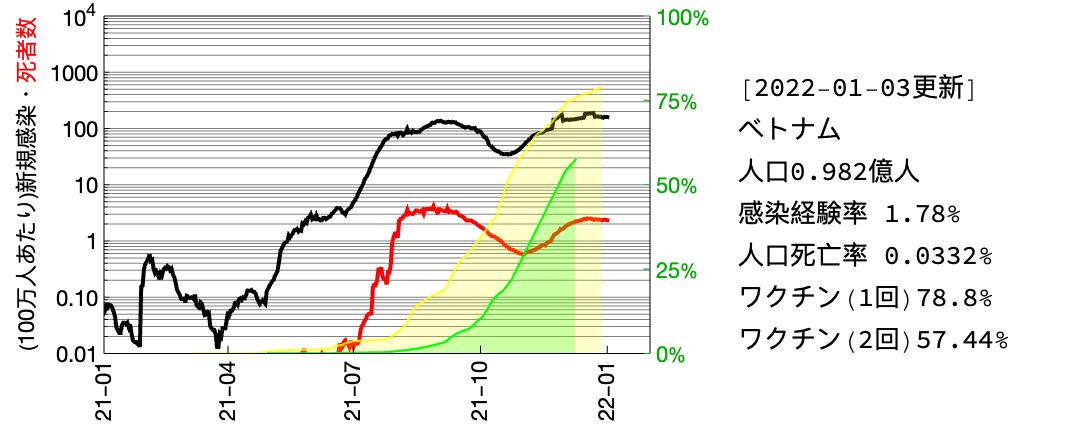 (100万人あたり)新規感染・死者数
10^4
1000
100
10
1
0.10
0.01
100%
75%
50%
25%
0%
21-01
21-04
21-07
21-10
22-01
[2022-01-03更新]
ベトナム
人口0.982億人
感染経験率 1.78%
人口死亡率 0.0332%
ワクチン(1回)78.8%
ワクチン(2回)57.44%